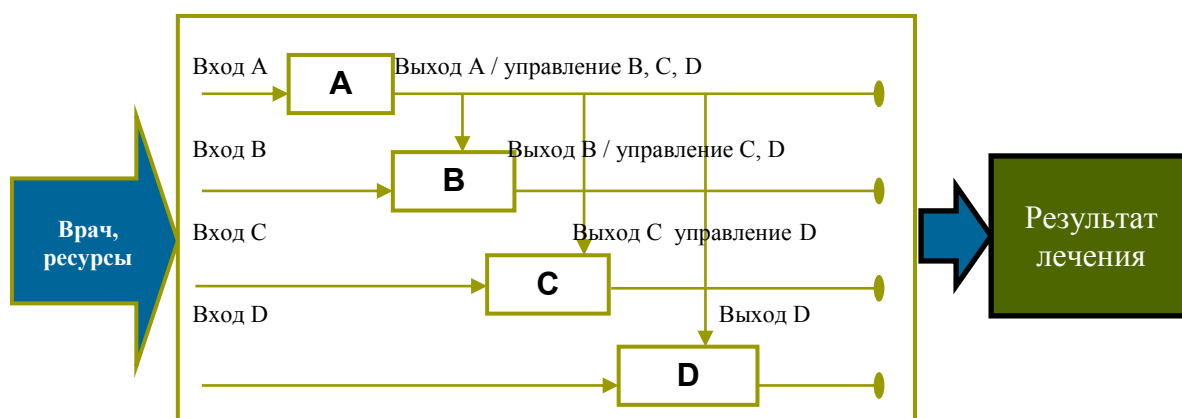 Вход A
Выход A / управление B, C, D
A
Вход B
Выход B / управление C, D
B
Врач,
ресурсы
Вход C
Выход C управление D
C
Вход D
Выход D
D
Результат
лечения